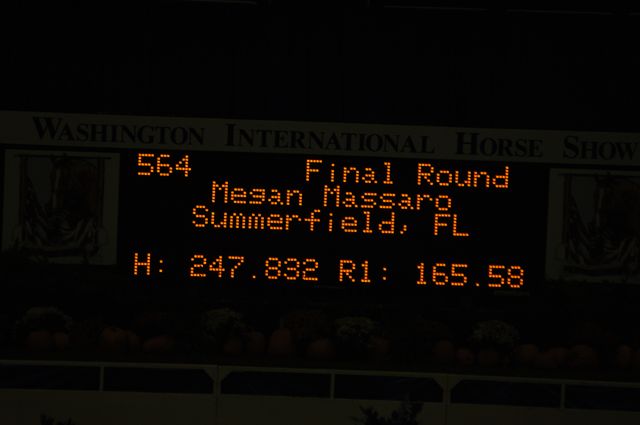 WASHINGTON INTERNATIONAL HORSE SHOW
564 Final Round
Megan Massaro
Summerfield, FL
H: 247.832 R1: 165.58